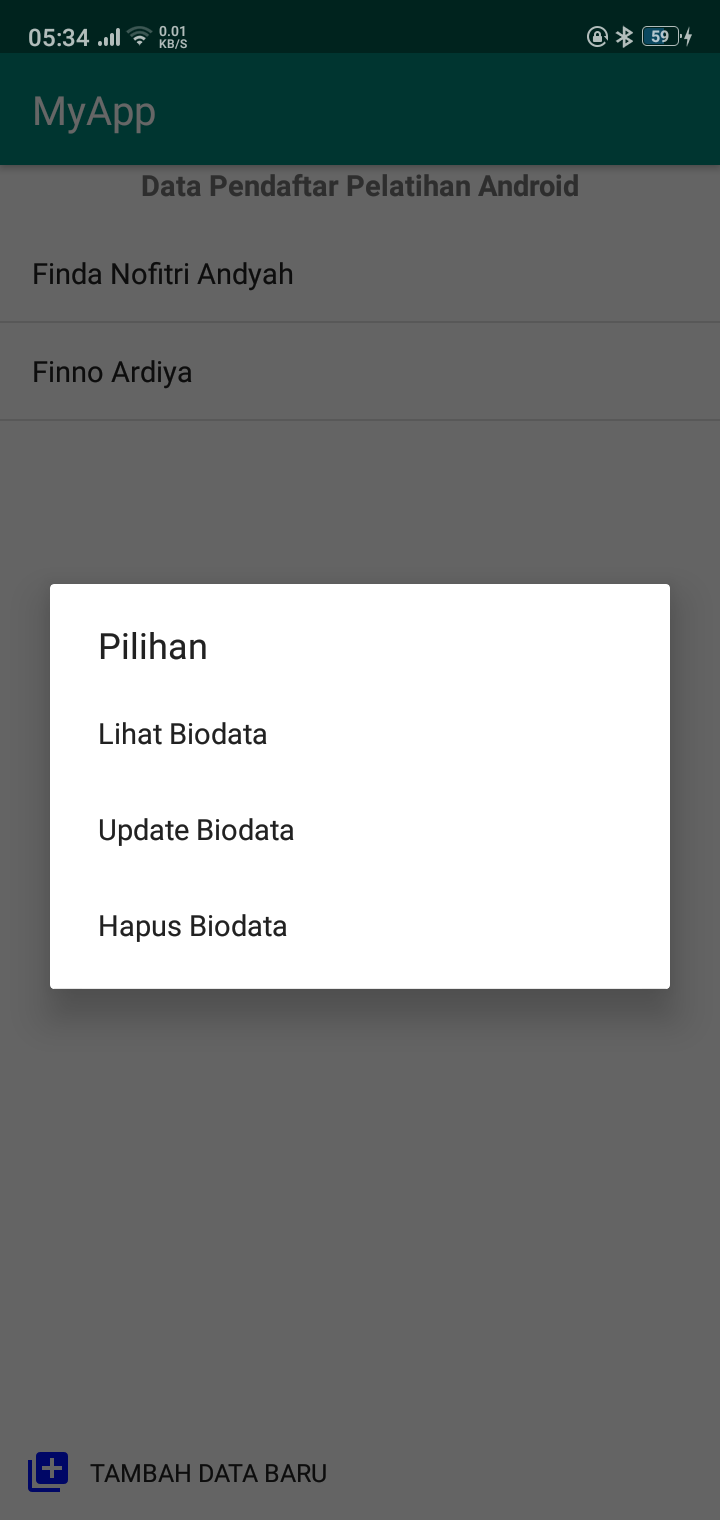 05:34 0.01 KB/S 59
MyApp
Data Pendaftar Pelatihan Android
Finda Nofitri Andyah
Finno Ardiya
Pilihan
Lihat Biodata
Update Biodata
Hapus Biodata
TAMBAH DATA BARU